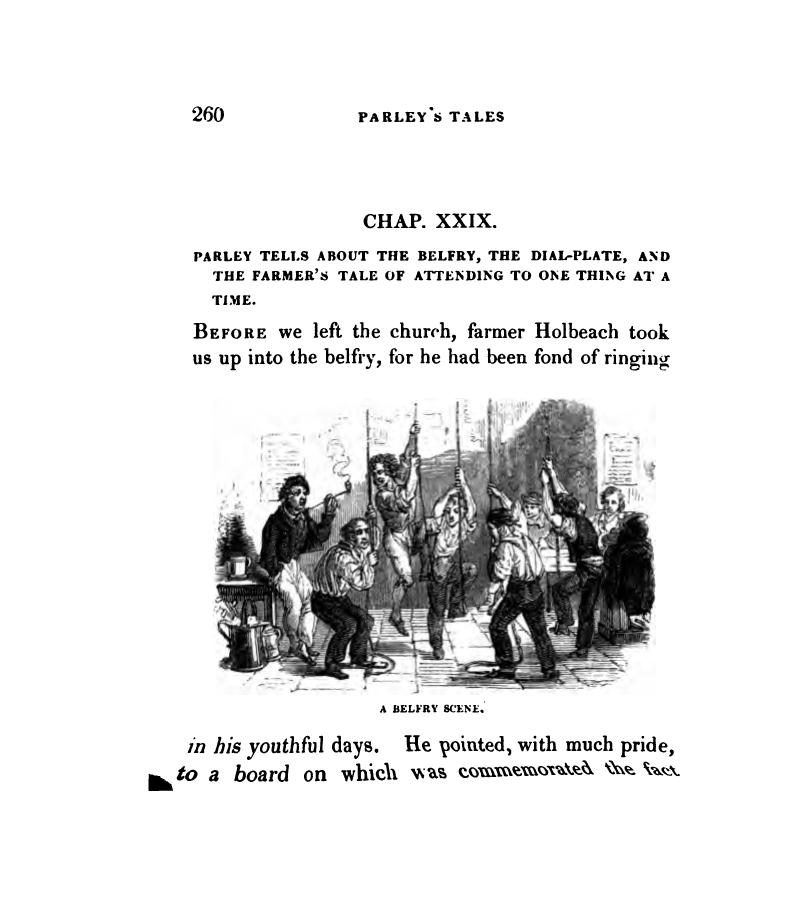 260 PARLEY'S TALES
CHAP. XXIX.
PARLEY TELLS ABOUT THE BELFRY, THE DIAL-PLATE, AND
THE FARMER'S TALE OF ATTENDING TO ONE THING AT A
TIME.
BEFORE we left the church, farmer Holbeach took
us up into the belfry, for he had been fond of ringing
A BELFRY SCENE.
in his youthful days. He pointed, with much pride,
to a board on which was commemorated the fact